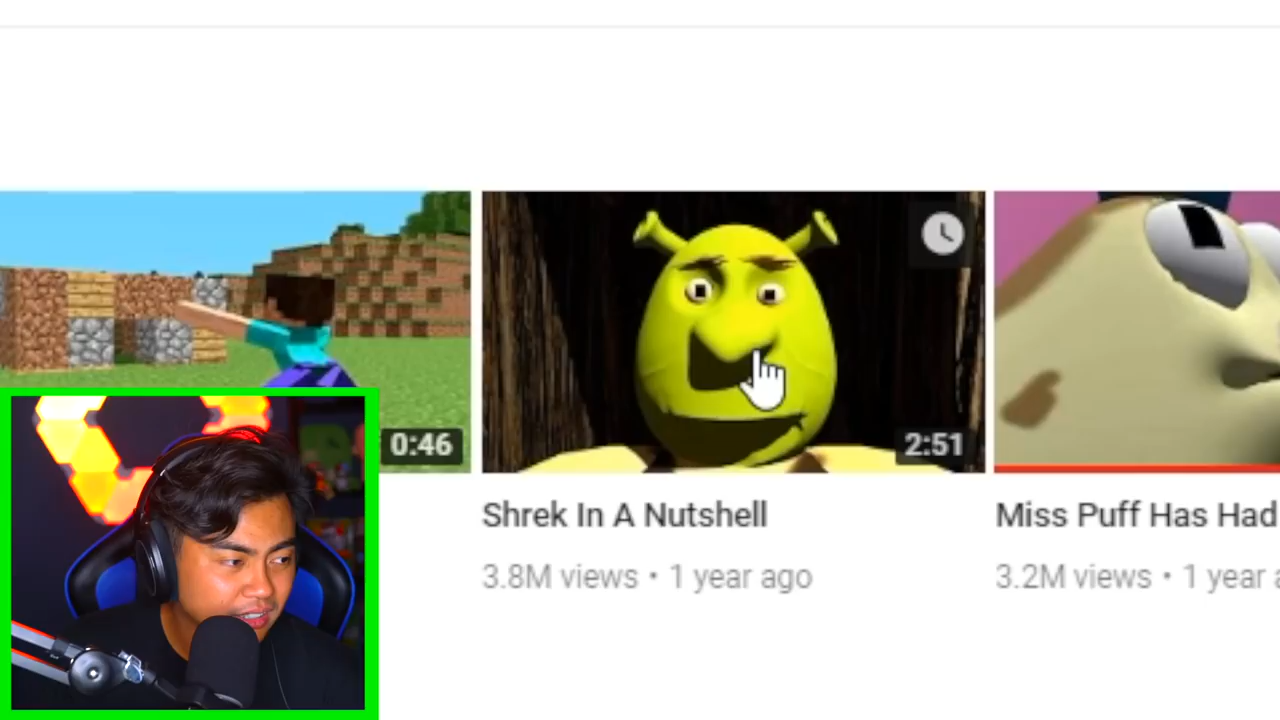 0:46
2:51
Shrek In A Nutshell
Miss Puff Has Had
3.8M views • 1 year ago
3.2M views • 1 year